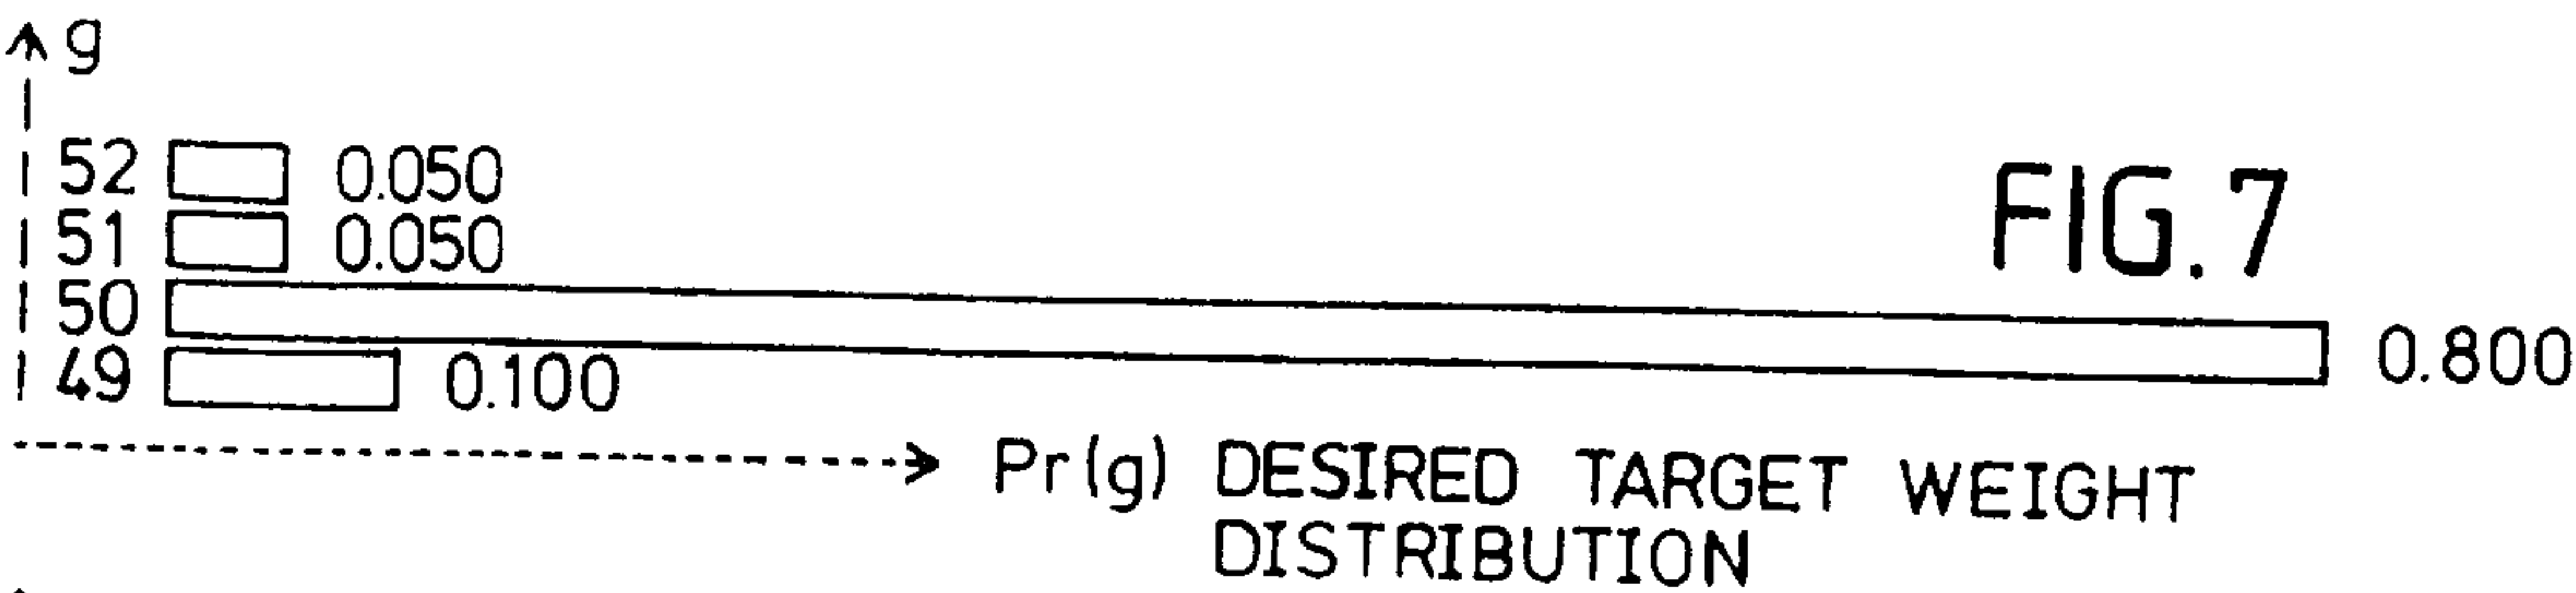 g
52 0.050
51 0.050
FIG.7
50 0.800
49 0.100
Pr(g) DESIRED TARGET WEIGHT
DISTRIBUTION